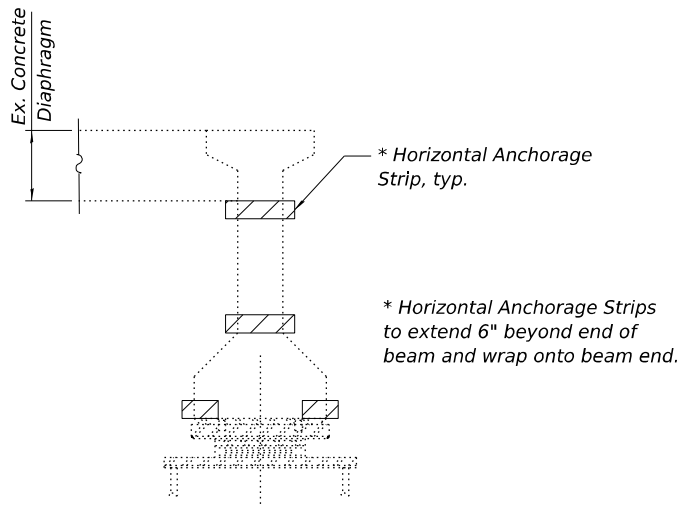 Ex. Concrete
Diaphragm
* Horizontal Anchorage
Strip, typ.
* Horizontal Anchorage Strips
to extend 6" beyond end of
beam and wrap onto beam end.